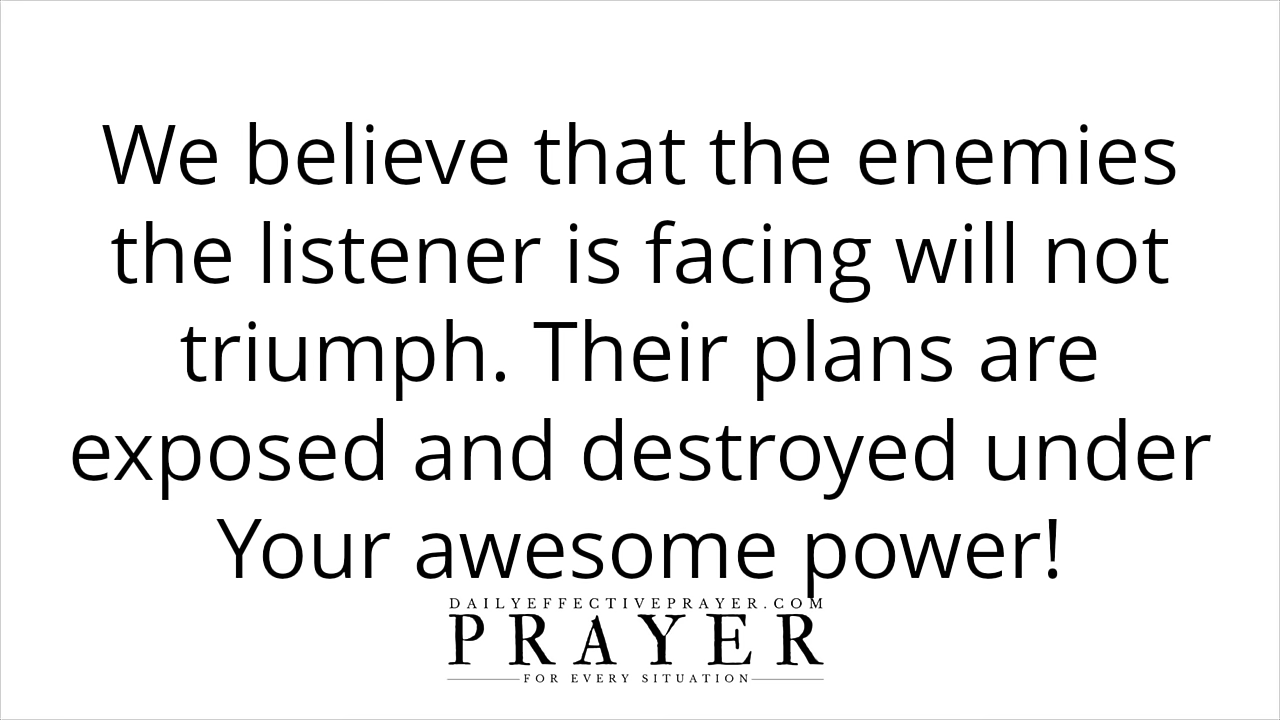 We believe that the enemies
the listener is facing will not
triumph. Their plans are
exposed and destroyed under
Your awesome power!
DAILYEFFECTIVEPRAYER.COM
PRAYER
FOR EVERY SITUATION